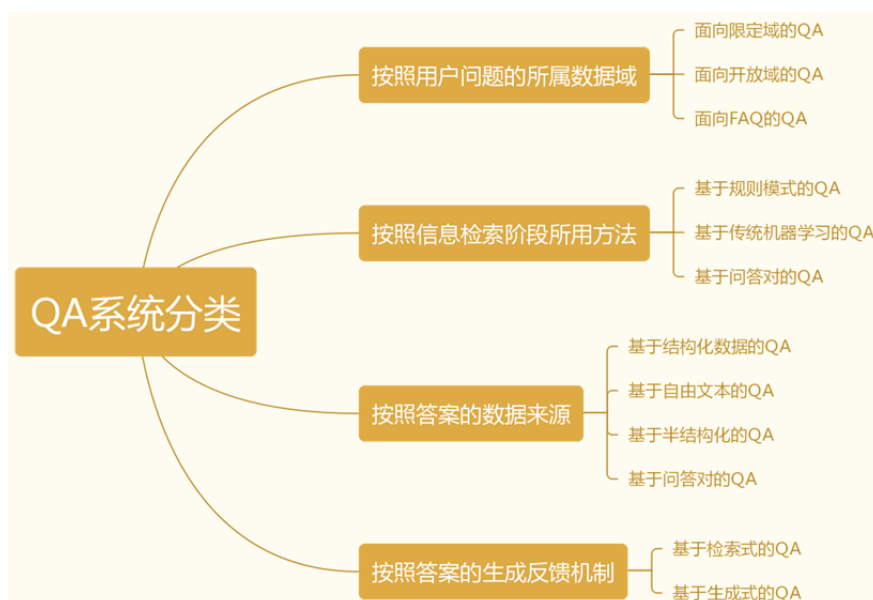 QA系统分类
按照用户问题的所属数据域
面向限定域的QA
面向开放域的QA
面向FAQ的QA
按照信息检索阶段所用方法
基于规则模式的QA
基于传统机器学习的QA
基于问答对的QA
按照答案的数据来源
基于结构化数据的QA
基于自由文本的QA
基于半结构化的QA
基于问答对的QA
按照答案的生成反馈机制
基于检索式的QA
基于生成式的QA